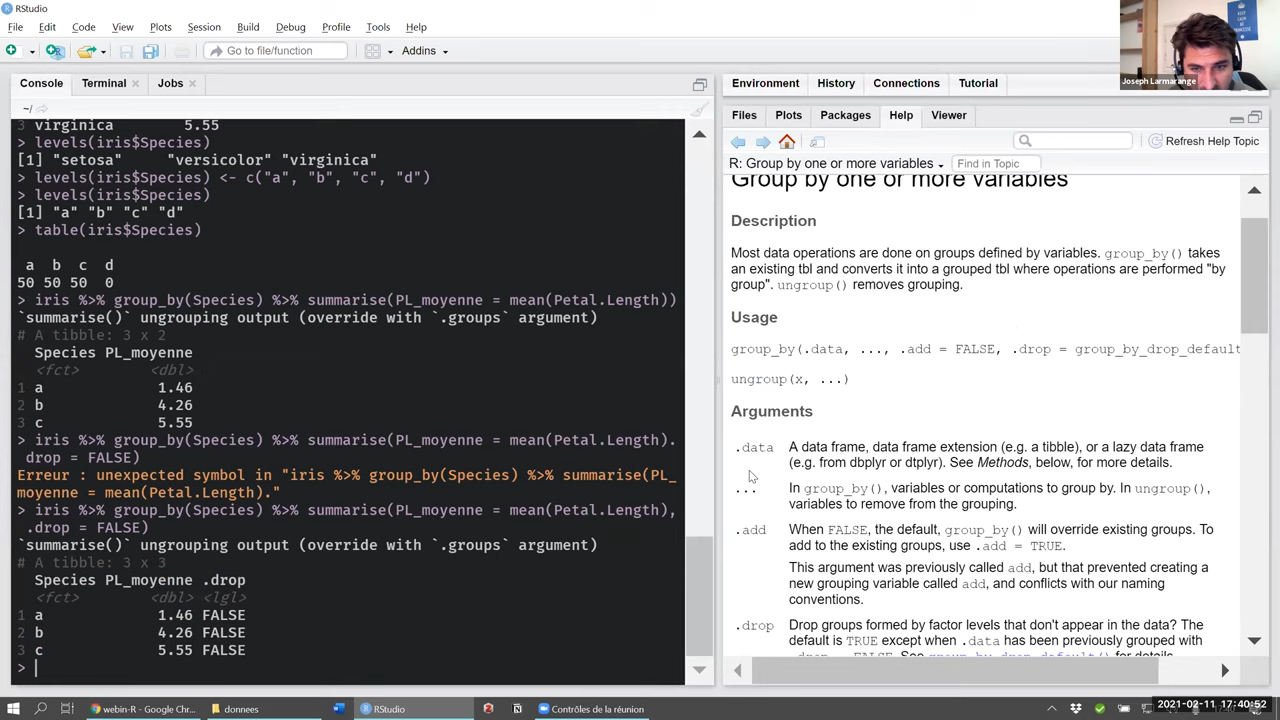 RStudio
File Edit Code View Plots Session Build Debug Profile Tools Help
Go to file/function Addins
KEEP CALM
Joseph Larmarange
Console Terminal Jobs
~/
3 virginica 5.55
> levels(iris$Species)
[1] "setosa" "versicolor" "virginica"
> levels(iris$Species) <- c("a", "b", "c", "d")
> levels(iris$Species)
[1] "a" "b" "c" "d"
> table(iris$Species)
a b c d
50 50 50 0
> iris %>% group_by(Species) %>% summarise(PL_moyenne = mean(Petal.Length))
`summarise()` ungrouping output (override with `.groups` argument)
# A tibble: 3 x 2
Species PL_moyenne
<fct> <dbl>
1 a 1.46
2 b 4.26
3 c 5.55
> iris %>% group_by(Species) %>% summarise(PL_moyenne = mean(Petal.Length).
drop = FALSE)
Erreur : unexpected symbol in "iris %>% group_by(Species) %>% summarise(PL_
moyenne = mean(Petal.Length)."
> iris %>% group_by(Species) %>% summarise(PL_moyenne = mean(Petal.Length),
.drop = FALSE)
`summarise()` ungrouping output (override with `.groups` argument)
# A tibble: 3 x 3
Species PL_moyenne .drop
<fct> <dbl> <lgl>
1 a 1.46 FALSE
2 b 4.26 FALSE
3 c 5.55 FALSE
>
Environment History Connections Tutorial
Files Plots Packages Help Viewer
Refresh Help Topic
R: Group by one or more variables Find in Topic
Group by one or more variables
Description
Most data operations are done on groups defined by variables. group_by() takes
an existing tbl and converts it into a grouped tbl where operations are performed "by
group". ungroup() removes grouping.
Usage
group_by(.data, ..., .add = FALSE, .drop = group_by_drop_default
ungroup(x, ...)
Arguments
.data A data frame, data frame extension (e.g. a tibble), or a lazy data frame
(e.g. from dbplyr or dtplyr). See Methods, below, for more details.
... In group_by(), variables or computations to group by. In ungroup(),
variables to remove from the grouping.
.add When FALSE, the default, group_by() will override existing groups. To
add to the existing groups, use .add = TRUE.
This argument was previously called add, but that prevented creating a
new grouping variable called add, and conflicts with our naming
conventions.
.drop Drop groups formed by factor levels that don't appear in the data? The
default is TRUE except when .data has been previously grouped with
.drop = FALSE. See group_by_drop_default() for details.
webin-R - Google Chr... donnees RStudio Contrôles de la réunion
2021-02-11 17:40:52